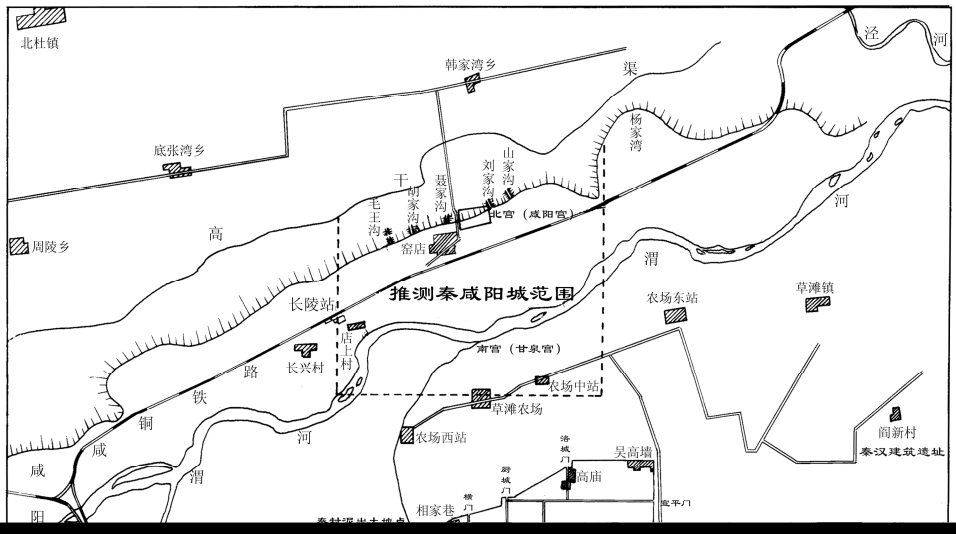 北杜镇
泾河
韩家湾乡
渠
杨家湾
底张湾乡
山家沟
刘家沟
聂家沟
干
胡家沟
毛王沟
北宫（咸阳宫）
高
周陵乡
窑店
河
渭
推测秦咸阳城范围
长陵站
农场东站
草滩镇
店上村
南宫（甘泉宫）
长兴村
路
农场中站
铁
草滩农场
铜
河
农场西站
阎新村
咸
秦汉建筑遗址
咸
渭
洛城门
吴高墙
厨城门
高庙
横门
宣平门
相家巷
阳